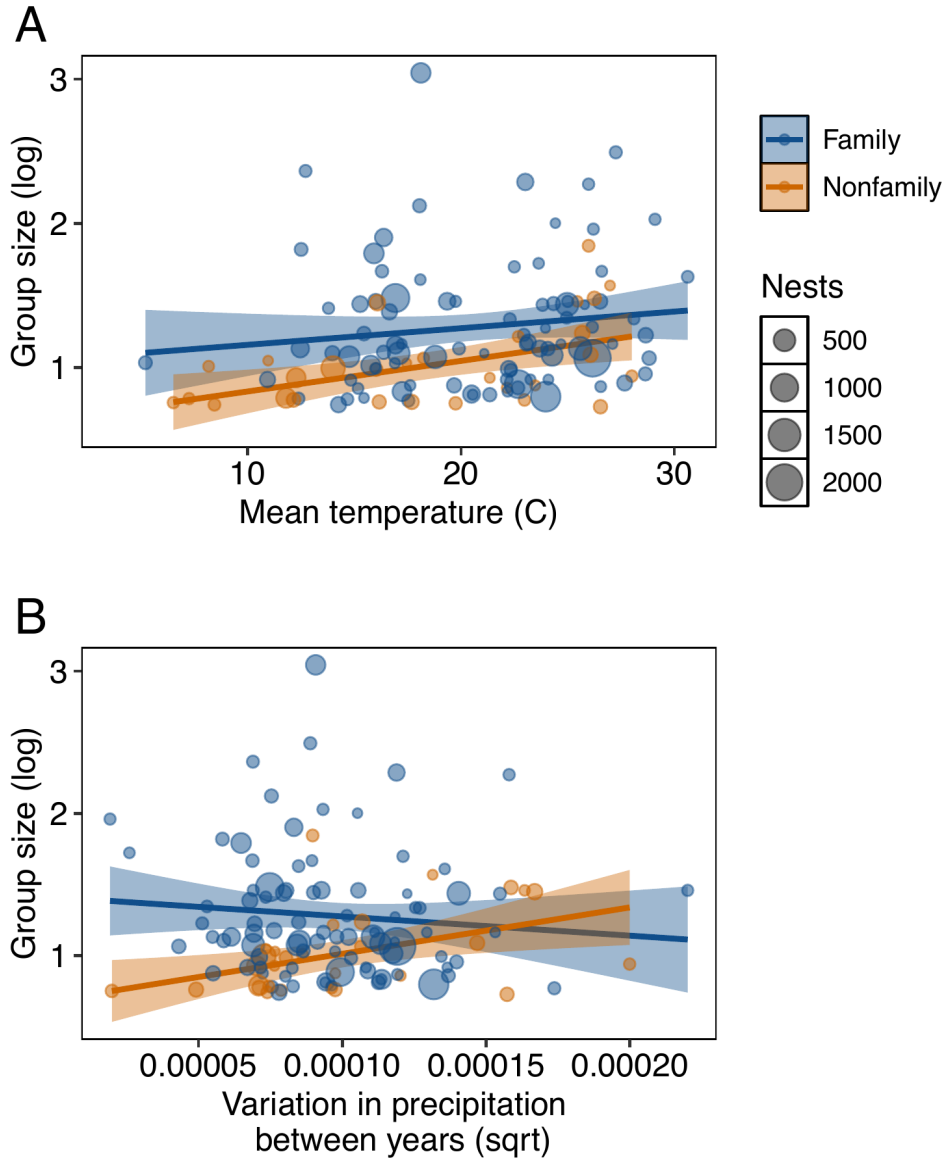 A
3
2
1
Group size (log)
10 20 30
Mean temperature (C)
Family
Nonfamily
Nests
500
1000
1500
2000
B
3
2
1
Group size (log)
0.00005 0.00010 0.00015 0.00020
Variation in precipitation
between years (sqrt)